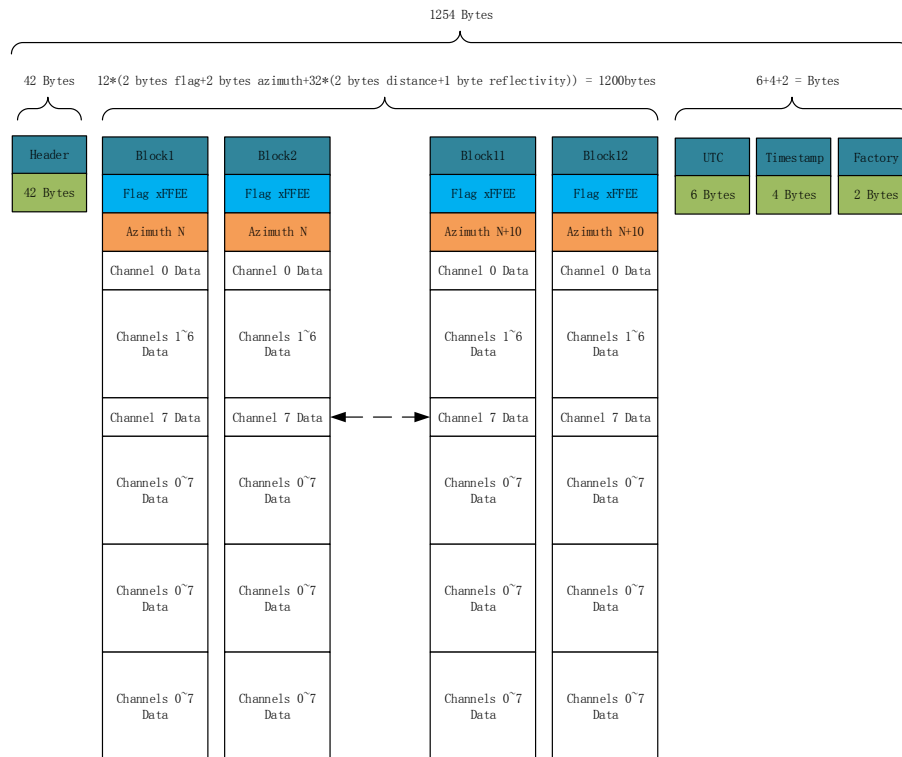 1254 Bytes
42 Bytes
12*(2 bytes flag+2 bytes azimuth+32*(2 bytes distance+1 byte reflectivity)) = 1200bytes
6+4+2 = Bytes
Header
42 Bytes
Block1
Flag xFFEE
Azimuth N
Channel 0 Data
Channels 1~6
Data
Channel 7 Data
Channels 0~7
Data
Channels 0~7
Data
Channels 0~7
Data
Block2
Flag xFFEE
Azimuth N
Channel 0 Data
Channels 1~6
Data
Channel 7 Data
Channels 0~7
Data
Channels 0~7
Data
Channels 0~7
Data
Block11
Flag xFFEE
Azimuth N+10
Channel 0 Data
Channels 1~6
Data
Channel 7 Data
Channels 0~7
Data
Channels 0~7
Data
Channels 0~7
Data
Block12
Flag xFFEE
Azimuth N+10
Channel 0 Data
Channels 1~6
Data
Channel 7 Data
Channels 0~7
Data
Channels 0~7
Data
Channels 0~7
Data
UTC
6 Bytes
Timestamp
4 Bytes
Factory
2 Bytes